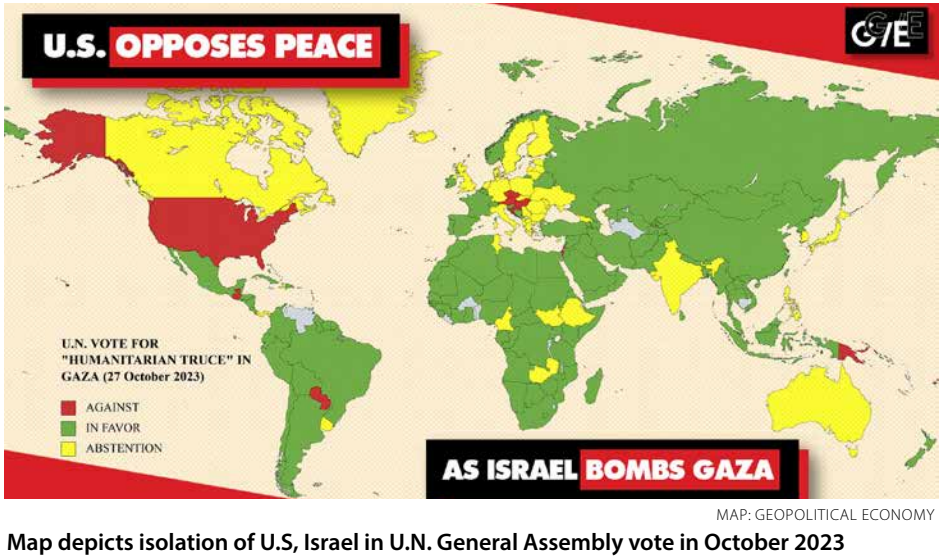 U.S. OPPOSES PEACE
G/E
U.N. VOTE FOR
"HUMANITARIAN TRUCE" IN
GAZA (27 October 2023)
AGAINST
IN FAVOR
ABSTENTION
AS ISRAEL BOMBS GAZA
MAP: GEOPOLITICAL ECONOMY
Map depicts isolation of U.S, Israel in U.N. General Assembly vote in October 2023